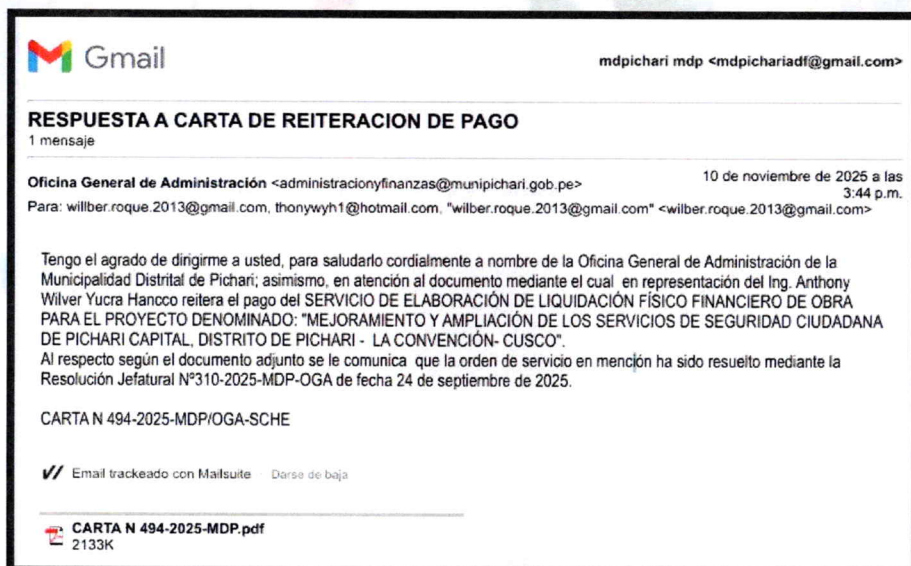 Gmail
mdpichari mdp <mdpichariadf@gmail.com>
RESPUESTA A CARTA DE REITERACION DE PAGO
1 mensaje
Oficina General de Administración <administracionyfinanzas@munipichari.gob.pe>
10 de noviembre de 2025 a las
3:44 p.m.
Para: willber.roque.2013@gmail.com, thonywyh1@hotmail.com, "wilber.roque.2013@gmail.com" <wilber.roque.2013@gmail.com>
Tengo el agrado de dirigirme a usted, para saludarlo cordialmente a nombre de la Oficina General de Administración de la
Municipalidad Distrital de Pichari; asimismo, en atención al documento mediante el cual en representación del Ing. Anthony
Wilver Yucra Hancco reitera el pago del SERVICIO DE ELABORACIÓN DE LIQUIDACIÓN FÍSICO FINANCIERO DE OBRA
PARA EL PROYECTO DENOMINADO: "MEJORAMIENTO Y AMPLIACIÓN DE LOS SERVICIOS DE SEGURIDAD CIUDADANA
DE PICHARI CAPITAL, DISTRITO DE PICHARI - LA CONVENCIÓN- CUSCO".
Al respecto según el documento adjunto se le comunica que la orden de servicio en mención ha sido resuelto mediante la
Resolución Jefatural Nº310-2025-MDP-OGA de fecha 24 de septiembre de 2025.
CARTA N 494-2025-MDP/OGA-SCHE
Email trackeado con Mailsuite Darse de baja
CARTA N 494-2025-MDP.pdf
2133K